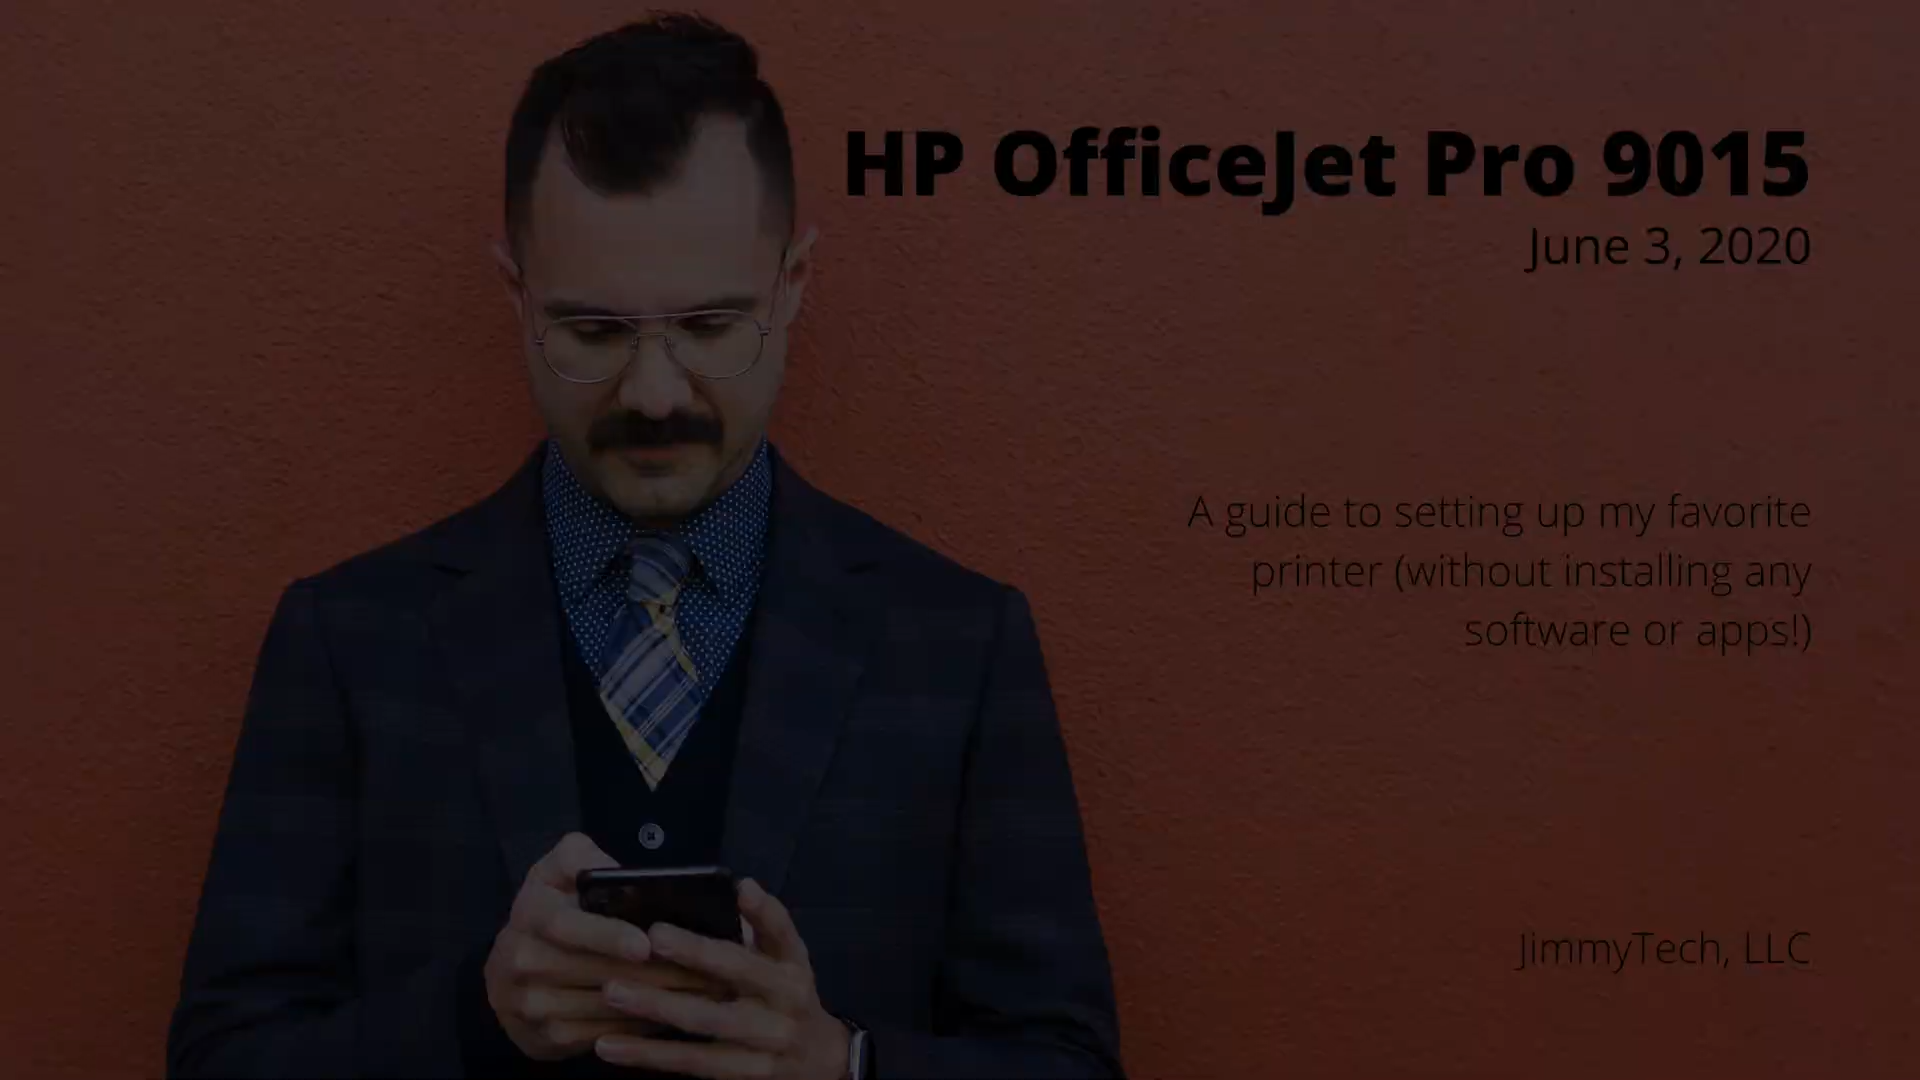 HP OfficeJet Pro 9015
June 3, 2020
A guide to setting up my favorite
printer (without installing any
software or apps!)
JimmyTech, LLC